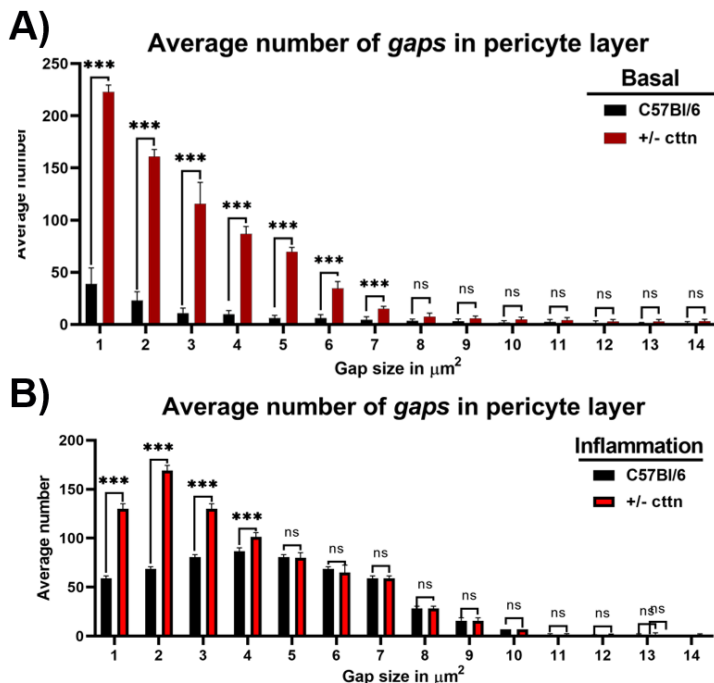 A)
Average number of gaps in pericyte layer
Basal
C57Bl/6
+/- cttn
Average number
250
200
150
100
50
0
*** *** *** *** *** *** *** ns ns ns ns ns ns ns
1 2 3 4 5 6 7 8 9 10 11 12 13 14
Gap size in μm²
B)
Average number of gaps in pericyte layer
Inflammation
C57Bl/6
+/- cttn
Average number
200
150
100
50
0
*** *** *** *** ns ns ns ns ns ns ns ns ns ns
1 2 3 4 5 6 7 8 9 10 11 12 13 14
Gap size in μm²